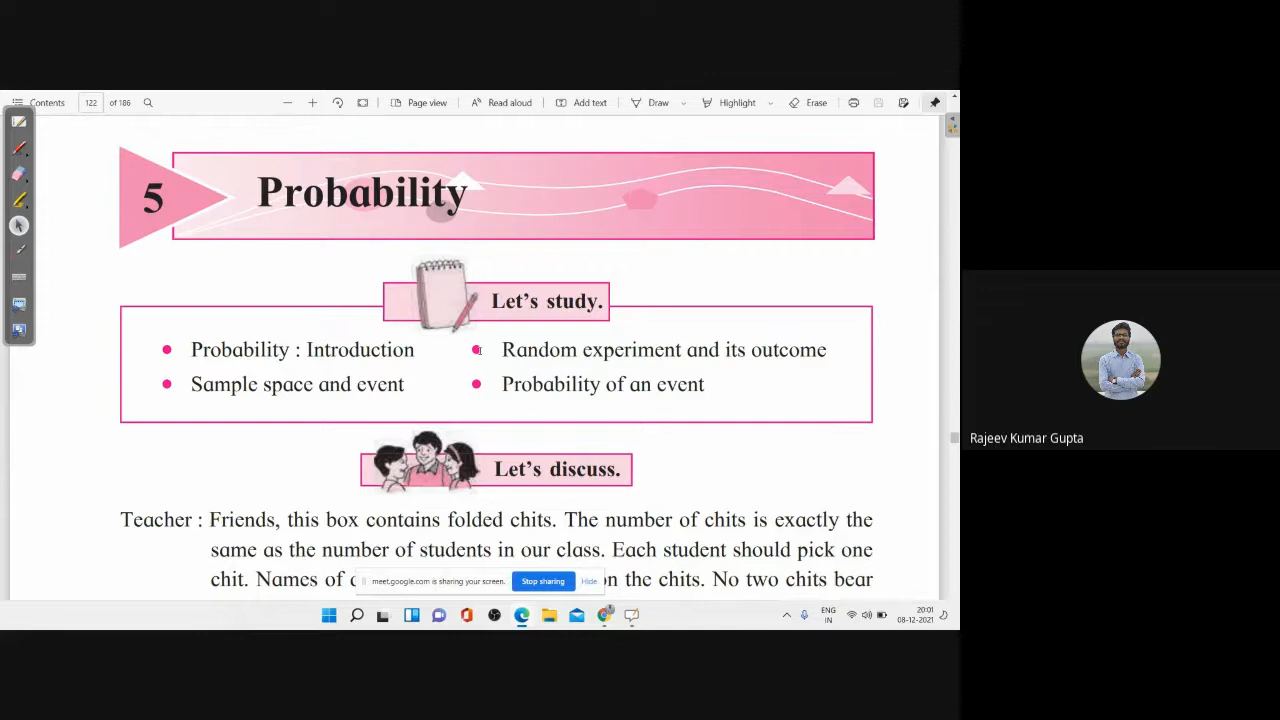 Contents 122 of 186 Page view Read aloud Add text Draw Highlight Erase
5 Probability
Let's study.
Probability : Introduction
Random experiment and its outcome
Sample space and event
Probability of an event
Let's discuss.
Teacher : Friends, this box contains folded chits. The number of chits is exactly the
same as the number of students in our class. Each student should pick one
chit. Names of on the chits. No two chits bear
meet.google.com is sharing your screen. Stop sharing Hide
ENG
IN
20:01
08-12-2021
Rajeev Kumar Gupta